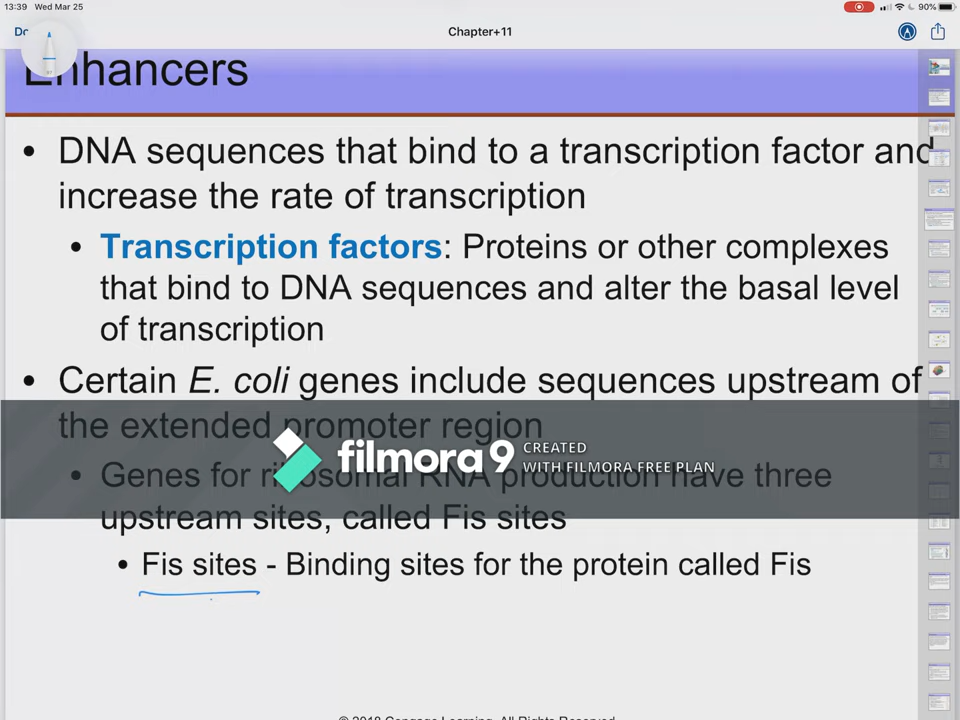 13:39 Wed Mar 25
90%
Chapter+11
Enhancers
• DNA sequences that bind to a transcription factor and
increase the rate of transcription
• Transcription factors: Proteins or other complexes
that bind to DNA sequences and alter the basal level
of transcription
• Certain E. coli genes include sequences upstream of
the extended promoter region
filmora9 CREATED
WITH FILMORA FREE PLAN
• Genes for ribosomal RNA production have three
upstream sites, called Fis sites
• Fis sites - Binding sites for the protein called Fis
© 2018 Cengage Learning. All Rights Reserved.